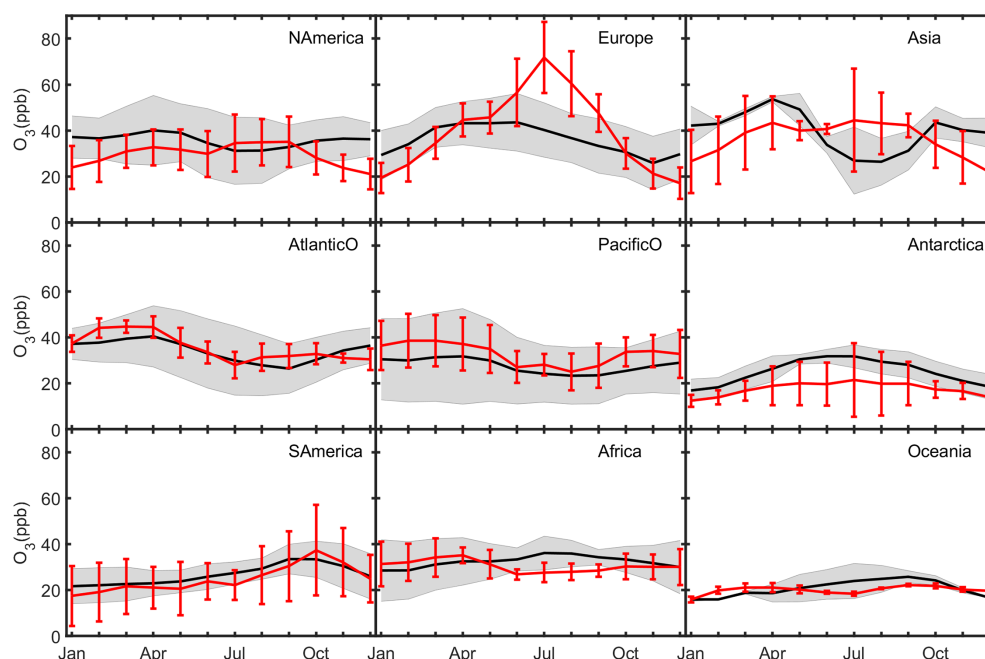 NAmerica Europe Asia
O3(ppb) 80 60 40 20 0
AtlanticO PacificO Antarctica
O3(ppb) 80 60 40 20 0
SAmerica Africa Oceania
O3(ppb) 80 60 40 20 0
Jan Apr Jul Oct Jan Apr Jul Oct Jan Apr Jul Oct